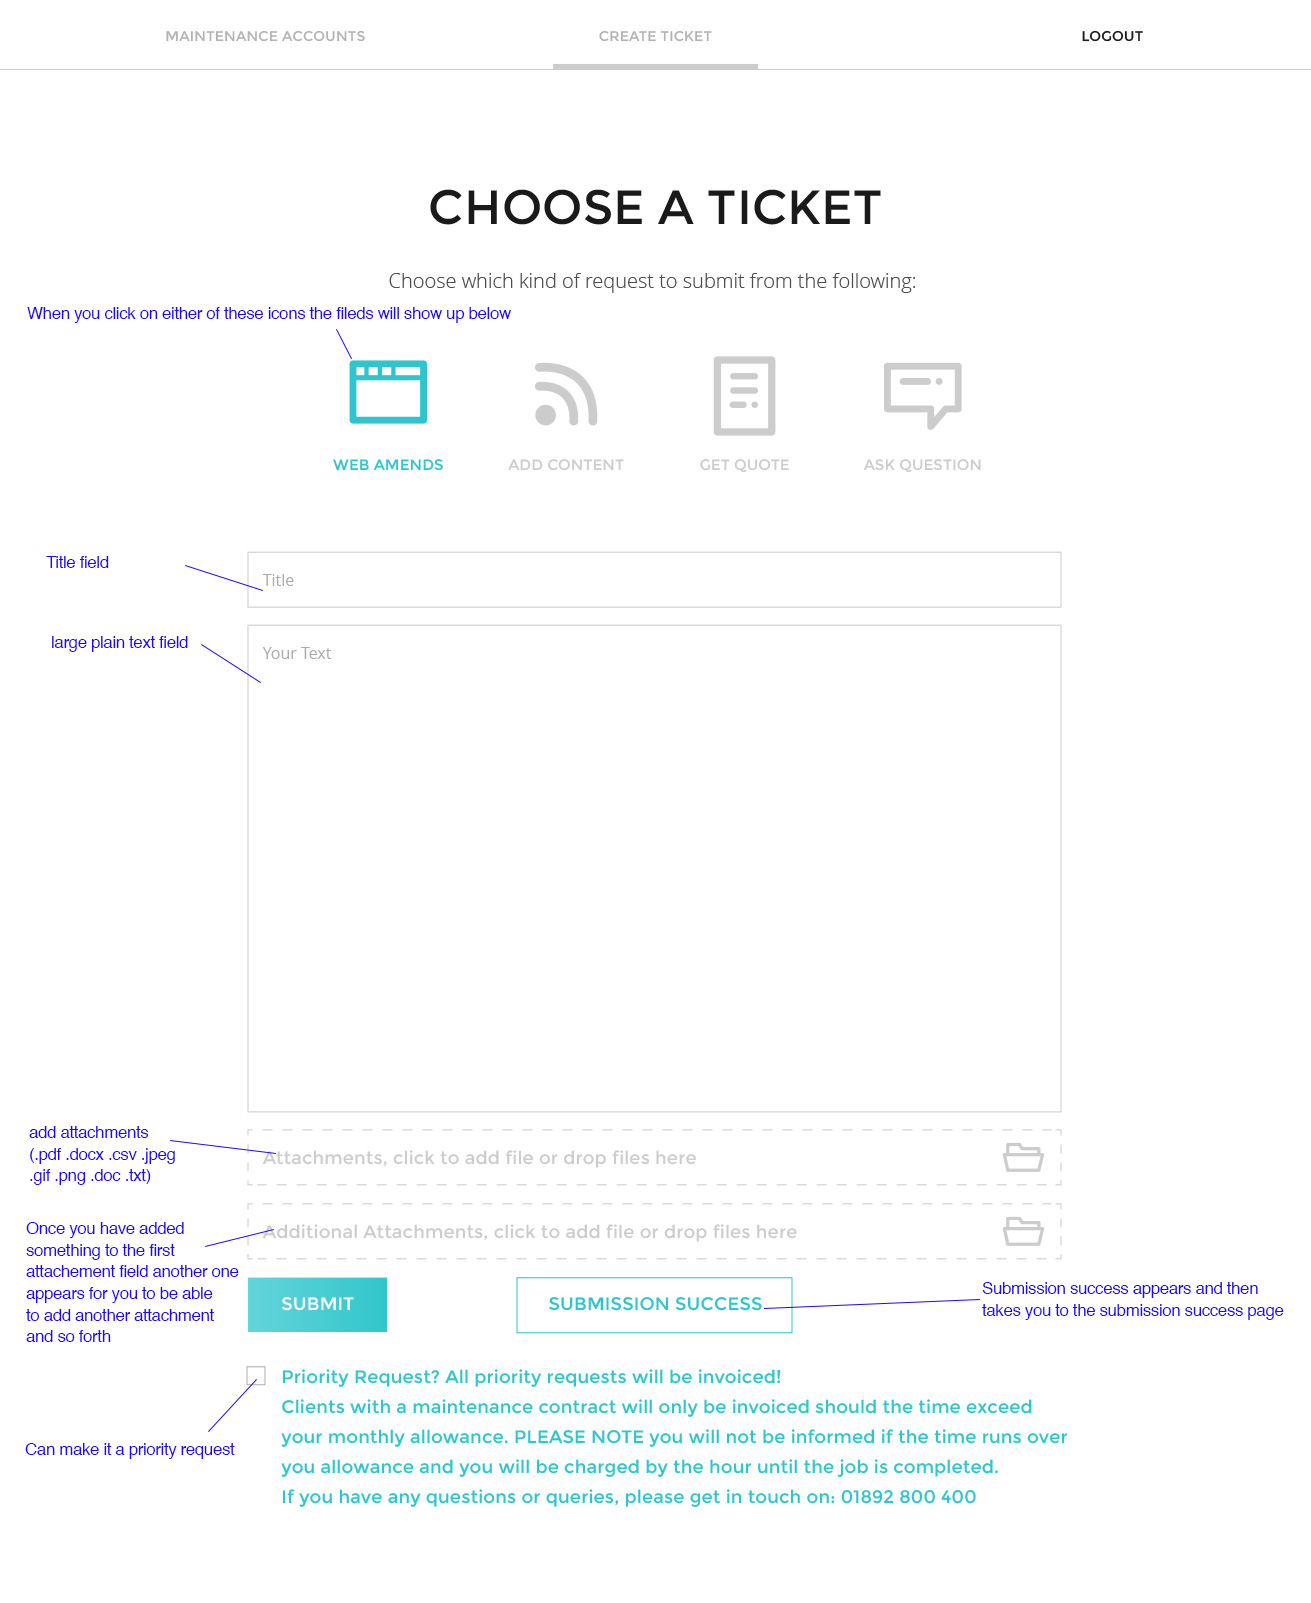 MAINTENANCE ACCOUNTS
CREATE TICKET
LOGOUT
CHOOSE A TICKET
Choose which kind of request to submit from the following:
When you click on either of these icons the fileds will show up below
WEB AMENDS
ADD CONTENT
GET QUOTE
ASK QUESTION
Title field
Title
large plain text field
Your Text
add attachments
(.pdf .docx .csv .jpeg
.gif .png .doc .txt)
Attachments, click to add file or drop files here
Once you have added
something to the first
attachement field another one
appears for you to be able
to add another attachment
and so forth
Additional Attachments, click to add file or drop files here
SUBMIT
SUBMISSION SUCCESS
Submission success appears and then
takes you to the submission success page
Priority Request? All priority requests will be invoiced!
Clients with a maintenance contract will only be invoiced should the time exceed
your monthly allowance. PLEASE NOTE you will not be informed if the time runs over
you allowance and you will be charged by the hour until the job is completed.
If you have any questions or queries, please get in touch on: 01892 800 400
Can make it a priority request